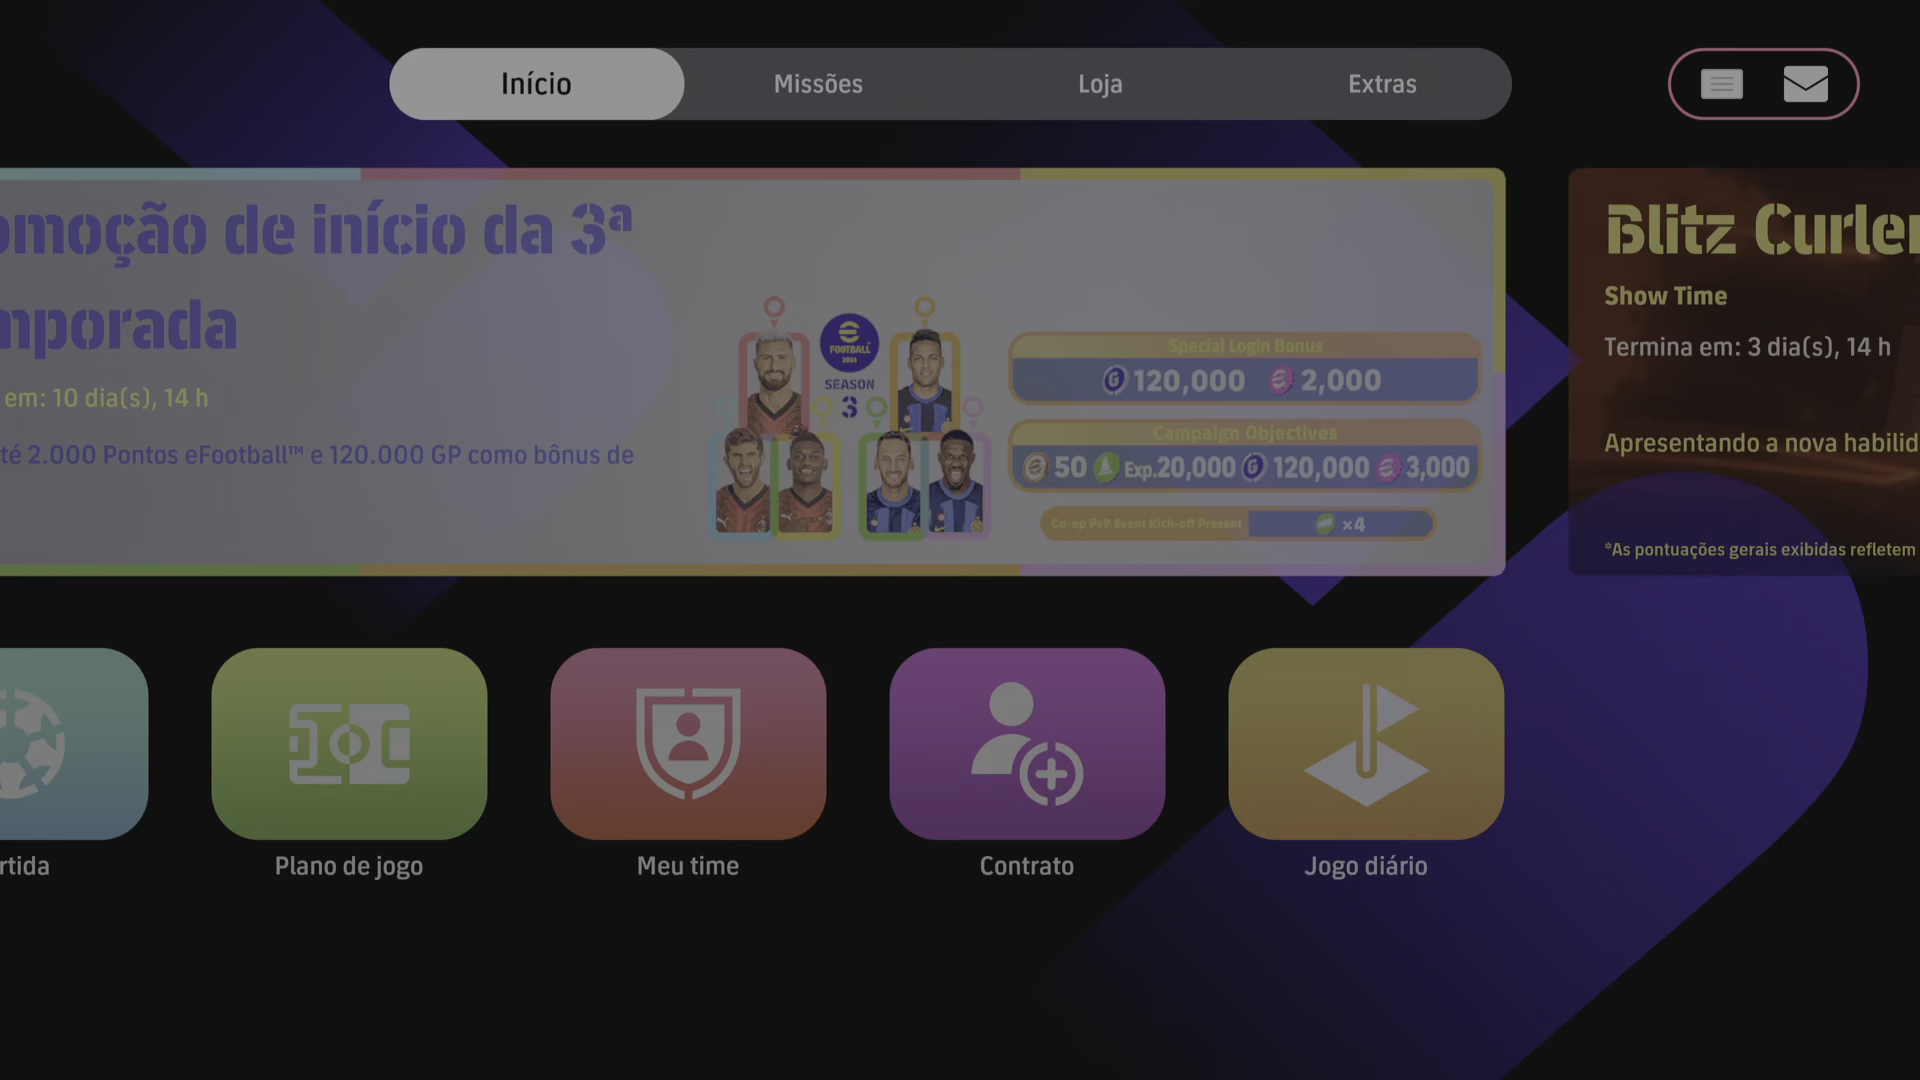 Início
Missões
Loja
Extras
omoção de início da 3ª
mporada
em: 10 dia(s), 14 h
té 2.000 Pontos eFootball™ e 120.000 GP como bônus de
FOOTBALL
2024
SEASON
3
Special Login Bonus
120,000 2,000
Campaign Objectives
50 Exp.20,000 120,000 3,000
Co-op PvP Event Kick-off Present ×4
Blitz Curler
Show Time
Termina em: 3 dia(s), 14 h
Apresentando a nova habilid
*As pontuações gerais exibidas refletem
rtida
Plano de jogo
Meu time
Contrato
Jogo diário